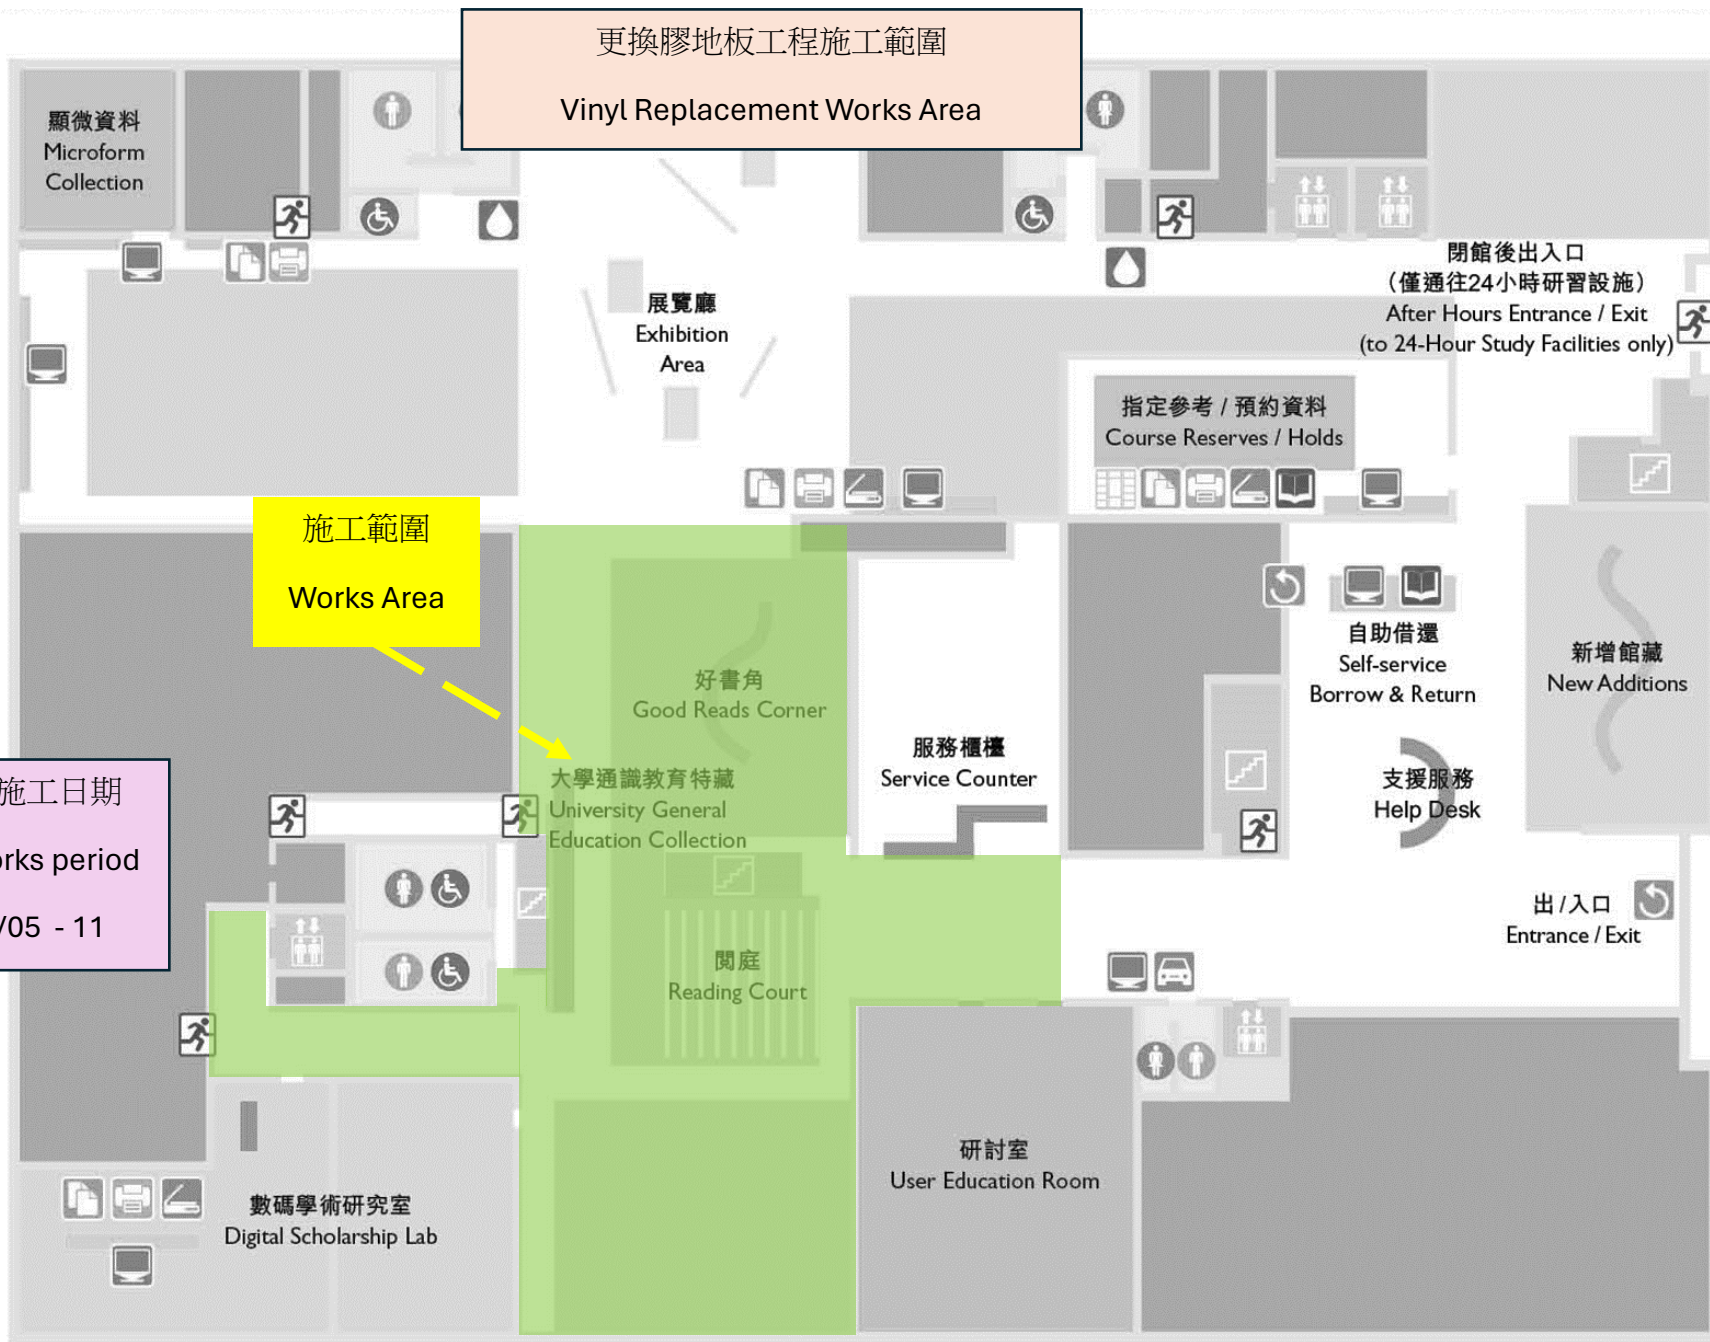 更換膠地板工程施工範圍
Vinyl Replacement Works Area
顯微資料
Microform
Collection
閉館後出入口
（僅通往24小時研習設施）
After Hours Entrance / Exit
(to 24-Hour Study Facilities only)
展覽廳
Exhibition
Area
指定參考 / 預約資料
Course Reserves / Holds
施工範圍
Works Area
自助借還
Self-service
Borrow & Return
新增館藏
New Additions
好書角
Good Reads Corner
服務櫃檯
Service Counter
大學通識教育特藏
University General
Education Collection
支援服務
Help Desk
施工日期
rks period
/05 - 11
出 / 入口
Entrance / Exit
閱庭
Reading Court
研討室
User Education Room
數碼學術研究室
Digital Scholarship Lab